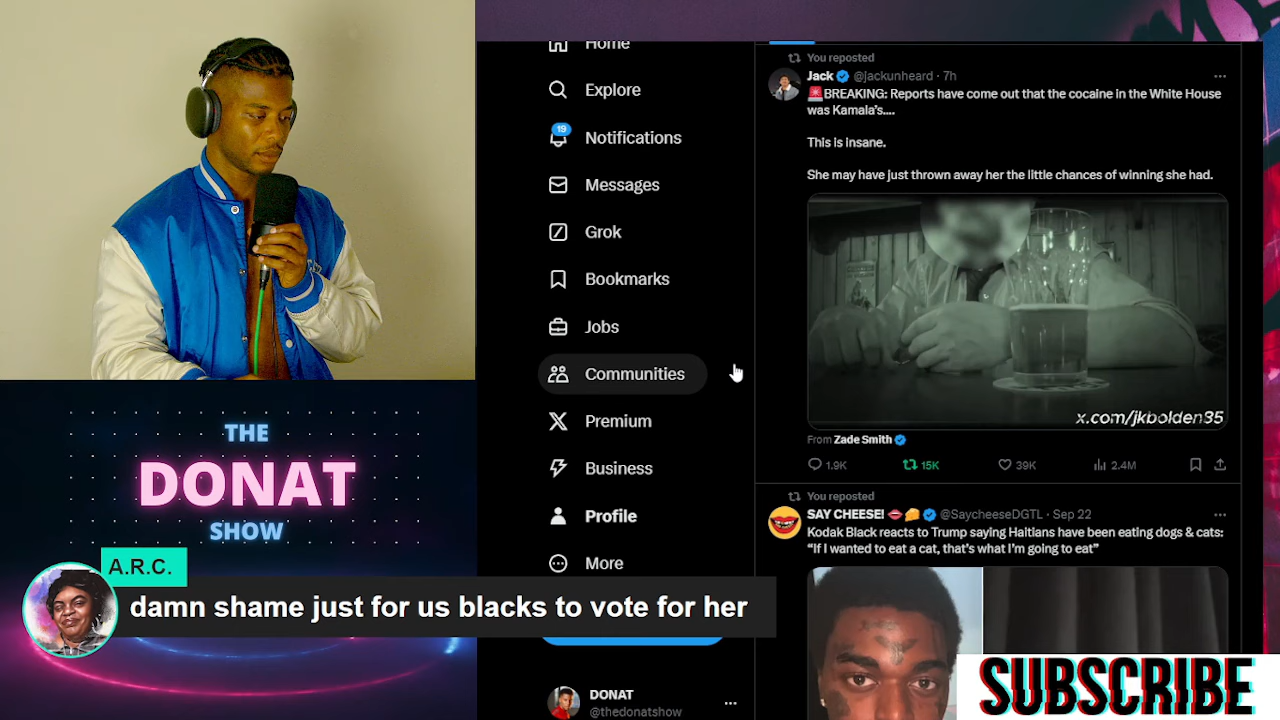 Home
Explore
19
Notifications
Messages
Grok
Bookmarks
Jobs
Communities
Premium
Business
Profile
More
DONAT
@thedonatshow
You reposted
Jack @jackunheard · 7h
🚨BREAKING: Reports have come out that the cocaine in the White House
was Kamala's....
This is Insane.
She may have just thrown away her the little chances of winning she had.
x.com/jkbolden35
From Zade Smith
1.9K 15K 39K 2.4M
You reposted
SAY CHEESE! 👄🧀 @SaycheeseDGTL · Sep 22
Kodak Black reacts to Trump saying Haitians have been eating dogs & cats:
“If I wanted to eat a cat, that’s what I’m going to eat”
THE
DONAT
SHOW
A.R.C.
damn shame just for us blacks to vote for her
SUBSCRIBE